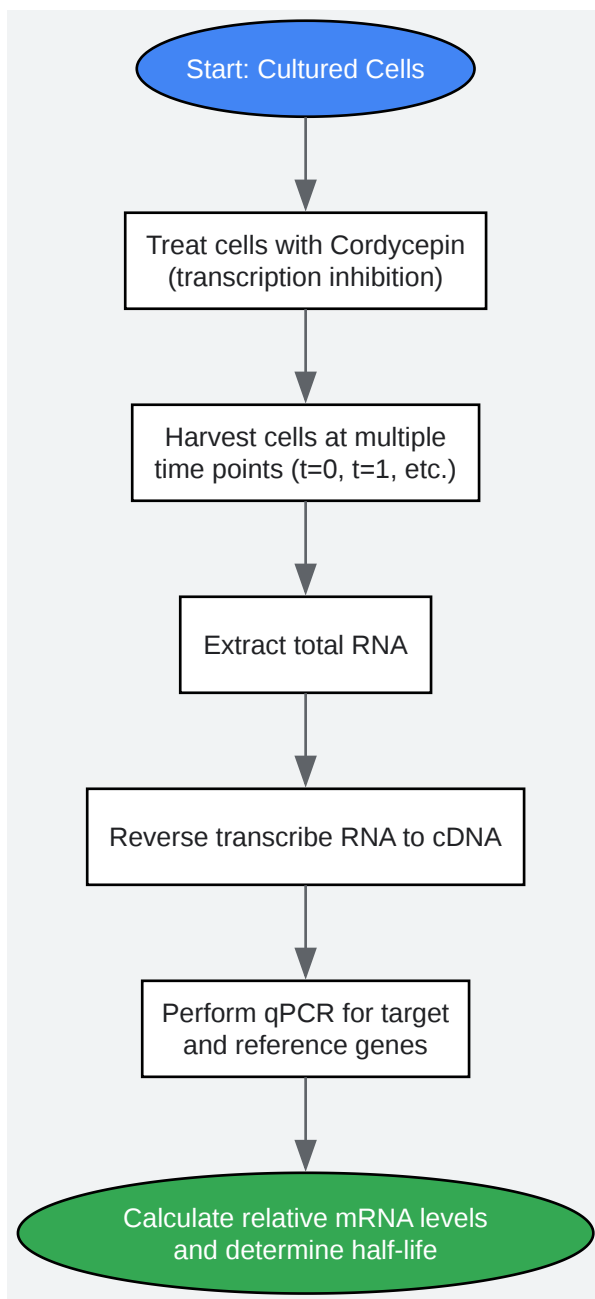 Start: Cultured Cells
Treat cells with Cordycepin
(transcription inhibition)
Harvest cells at multiple
time points (t=0, t=1, etc.)
Extract total RNA
Reverse transcribe RNA to cDNA
Perform qPCR for target
and reference genes
Calculate relative mRNA levels
and determine half-life